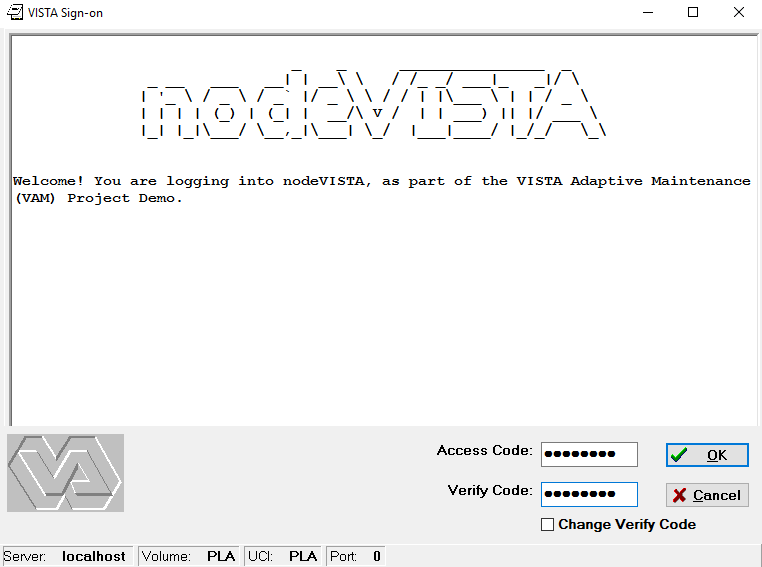 VISTA Sign-on
nodeVISTA
Welcome! You are logging into nodeVISTA, as part of the VISTA Adaptive Maintenance
(VAM) Project Demo.
Access Code:
OK
Verify Code:
Cancel
Change Verify Code
VA
Server: localhost Volume: PLA UCI: PLA Port: 0